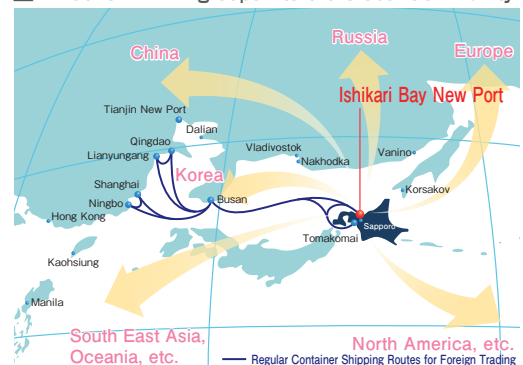 China
Russia
Europe
Ishikari Bay New Port
Tianjin New Port
Dalian
Qingdao
Lianyungang
Vladivostok
Nakhodka
Vanino
Korea
Korsakov
Shanghai
Ningbo
Busan
Hong Kong
Sapporo
Tomakomai
Kaohsiung
Manila
South East Asia,
Oceania, etc.
North America, etc.
Regular Container Shipping Routes for Foreign Trading